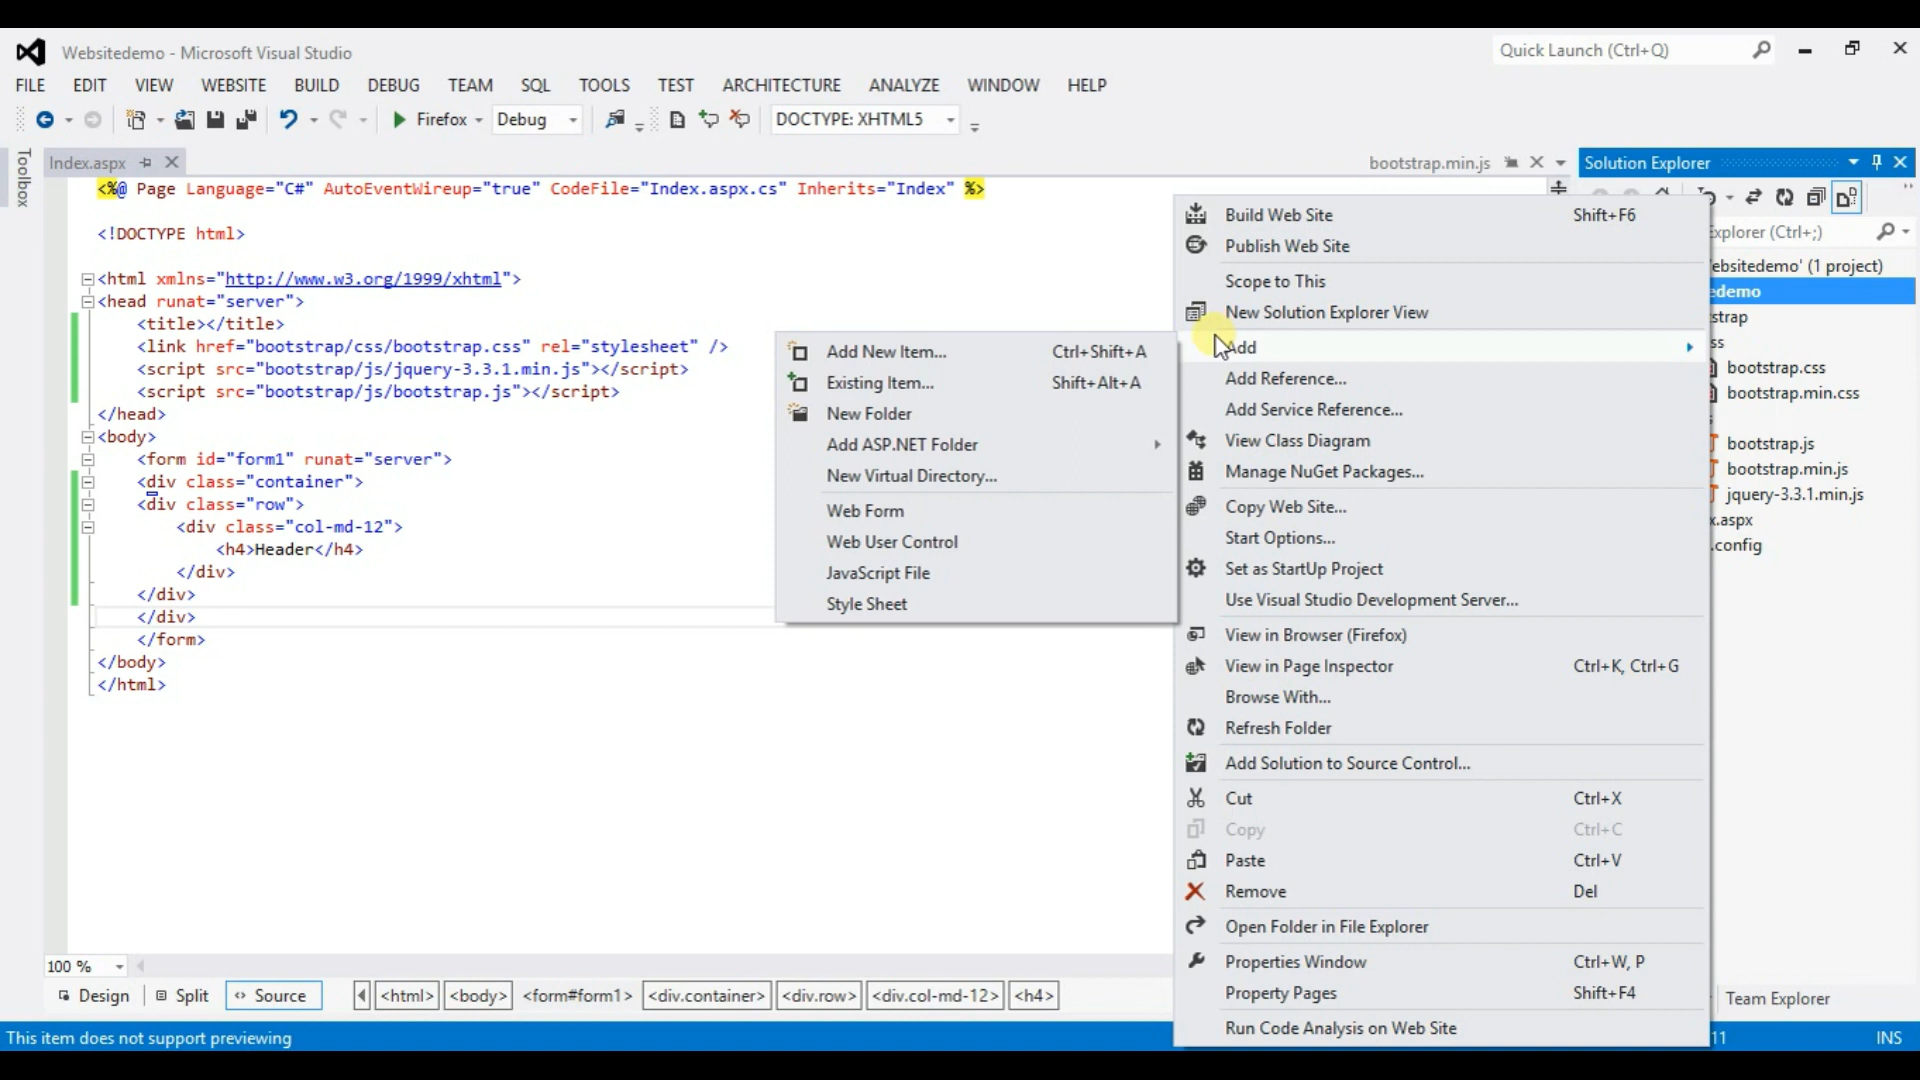 Websitedemo - Microsoft Visual Studio
Quick Launch (Ctrl+Q)
FILE EDIT VIEW WEBSITE BUILD DEBUG TEAM SQL TOOLS TEST ARCHITECTURE ANALYZE WINDOW HELP
Firefox Debug DOCTYPE: XHTML5
Toolbox
Index.aspx
bootstrap.min.js
Solution Explorer
<%@ Page Language="C#" AutoEventWireup="true" CodeFile="Index.aspx.cs" Inherits="Index" %>
<!DOCTYPE html>
<html xmlns="http://www.w3.org/1999/xhtml">
<head runat="server">
<title></title>
<link href="bootstrap/css/bootstrap.css" rel="stylesheet" />
<script src="bootstrap/js/jquery-3.3.1.min.js"></script>
<script src="bootstrap/js/bootstrap.js"></script>
</head>
<body>
<form id="form1" runat="server">
<div class="container">
<div class="row">
<div class="col-md-12">
<h4>Header</h4>
</div>
</div>
</div>
</form>
</body>
</html>
Add New Item... Ctrl+Shift+A
Existing Item... Shift+Alt+A
New Folder
Add ASP.NET Folder
New Virtual Directory...
Web Form
Web User Control
JavaScript File
Style Sheet
Build Web Site Shift+F6
Publish Web Site
Scope to This
New Solution Explorer View
Add
Add Reference...
Add Service Reference...
View Class Diagram
Manage NuGet Packages...
Copy Web Site...
Start Options...
Set as StartUp Project
Use Visual Studio Development Server...
View in Browser (Firefox)
View in Page Inspector Ctrl+K, Ctrl+G
Browse With...
Refresh Folder
Add Solution to Source Control...
Cut Ctrl+X
Copy Ctrl+C
Paste Ctrl+V
Remove Del
Open Folder in File Explorer
Properties Window Ctrl+W, P
Property Pages Shift+F4
Run Code Analysis on Web Site
xplorer (Ctrl+;)
ebsitedemo' (1 project)
edemo
strap
ss
bootstrap.css
bootstrap.min.css
s
bootstrap.js
bootstrap.min.js
jquery-3.3.1.min.js
x.aspx
.config
Team Explorer
100 %
Design Split Source
<html> <body> <form#form1> <div.container> <div.row> <div.col-md-12> <h4>
This item does not support previewing
11
INS